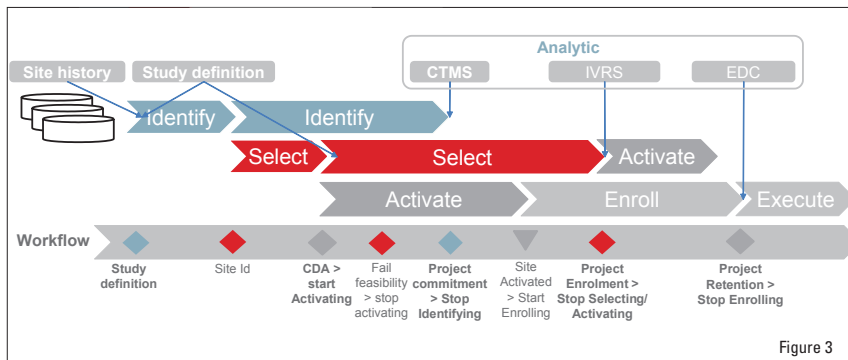 Analytic
Site history
Study definition
CTMS
IVRS
EDC
Identify
Identify
Select
Select
Activate
Activate
Enroll
Execute
Workflow
Study
definition
Site Id
CDA >
start
Activating
Fail
feasibility
> stop
activating
Project
commitment
> Stop
Identifying
Site
Activated
> Start
Enrolling
Project
Enrolment >
Stop Selecting/
Activating
Project
Retention >
Stop Enrolling
Figure 3